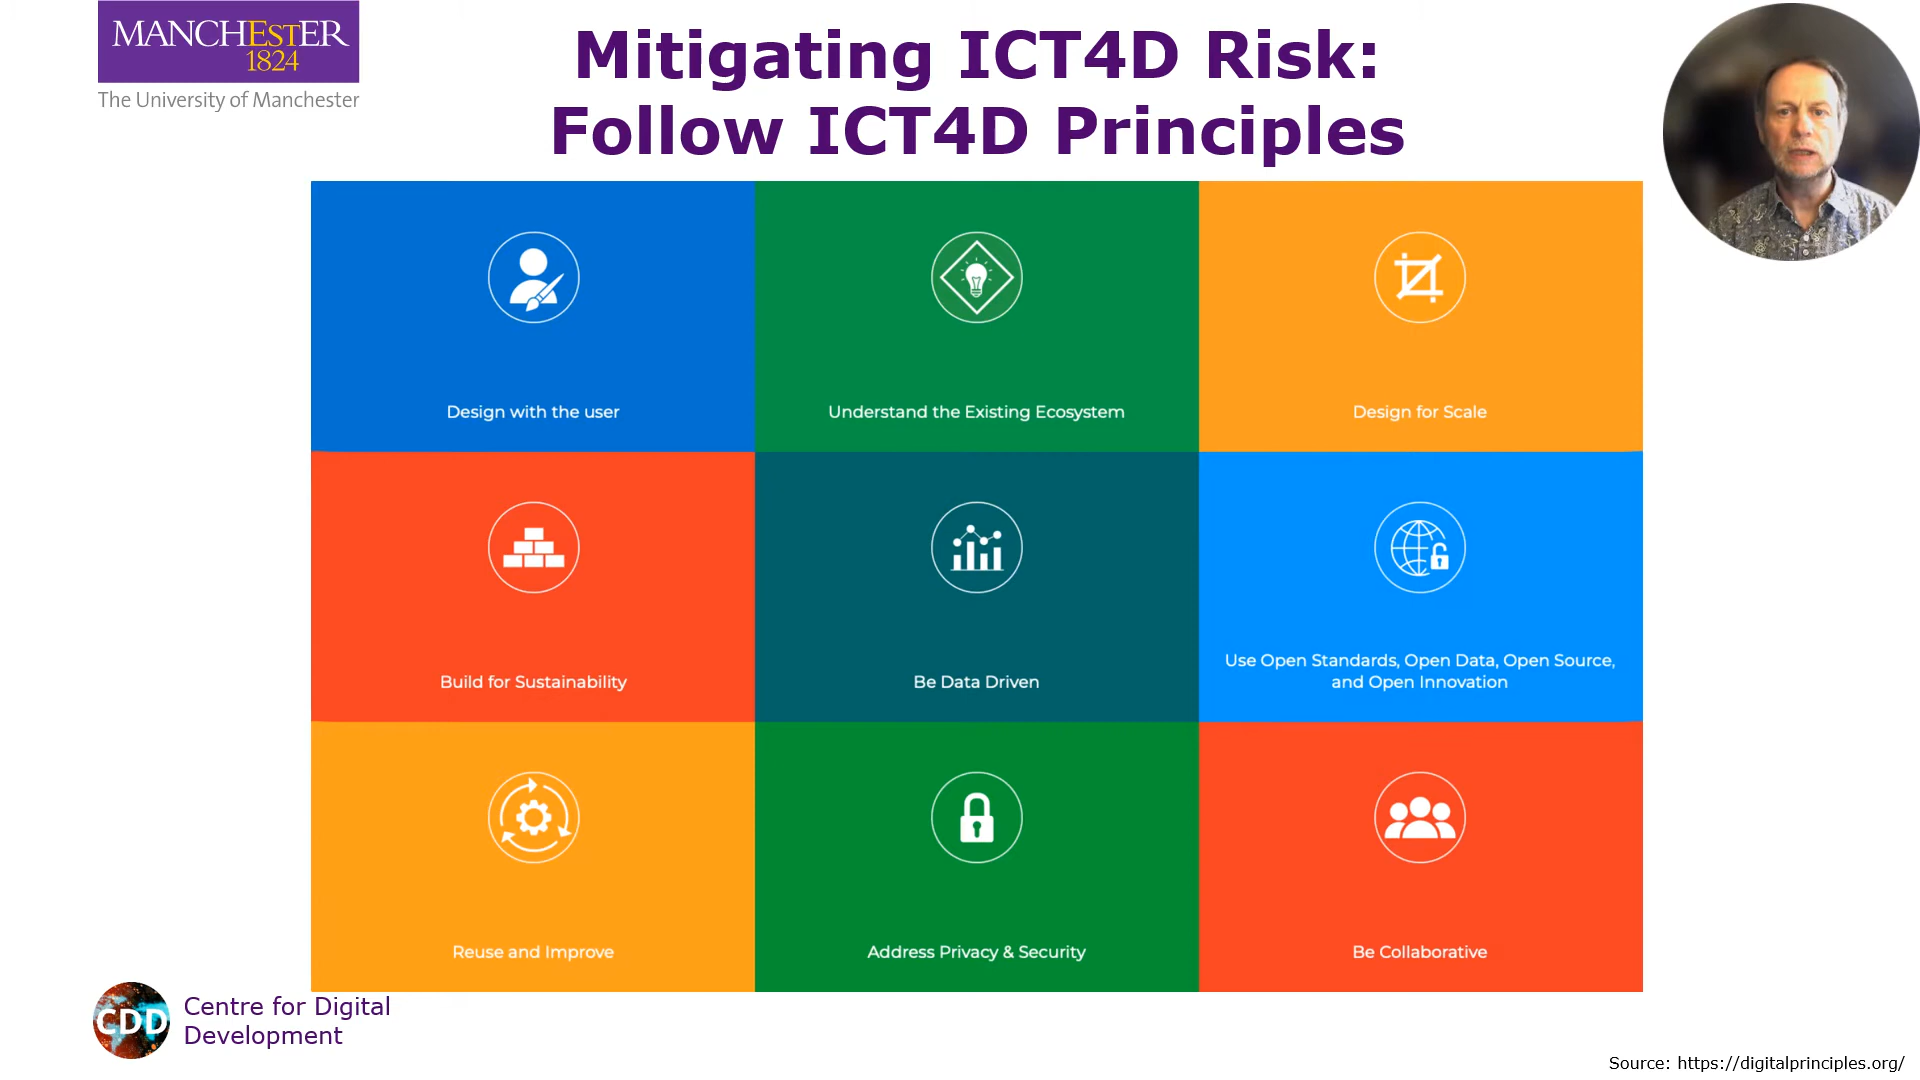 MANCHEStER
1824
The University of Manchester
Mitigating ICT4D Risk:
Follow ICT4D Principles
Design with the user
Understand the Existing Ecosystem
Design for Scale
Build for Sustainability
Be Data Driven
Use Open Standards, Open Data, Open Source,
and Open Innovation
Reuse and Improve
Address Privacy & Security
Be Collaborative
CDD
Centre for Digital
Development
Source: https://digitalprinciples.org/